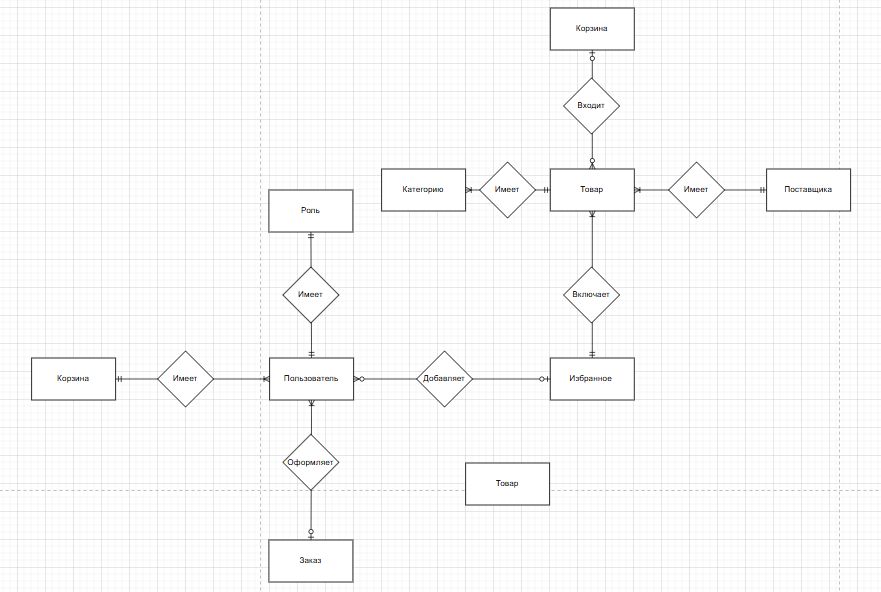 Корзина
Входит
Категорию
Имеет
Товар
Имеет
Поставщика
Роль
Имеет
Включает
Корзина
Имеет
Пользователь
Добавляет
Избранное
Оформляет
Товар
Заказ